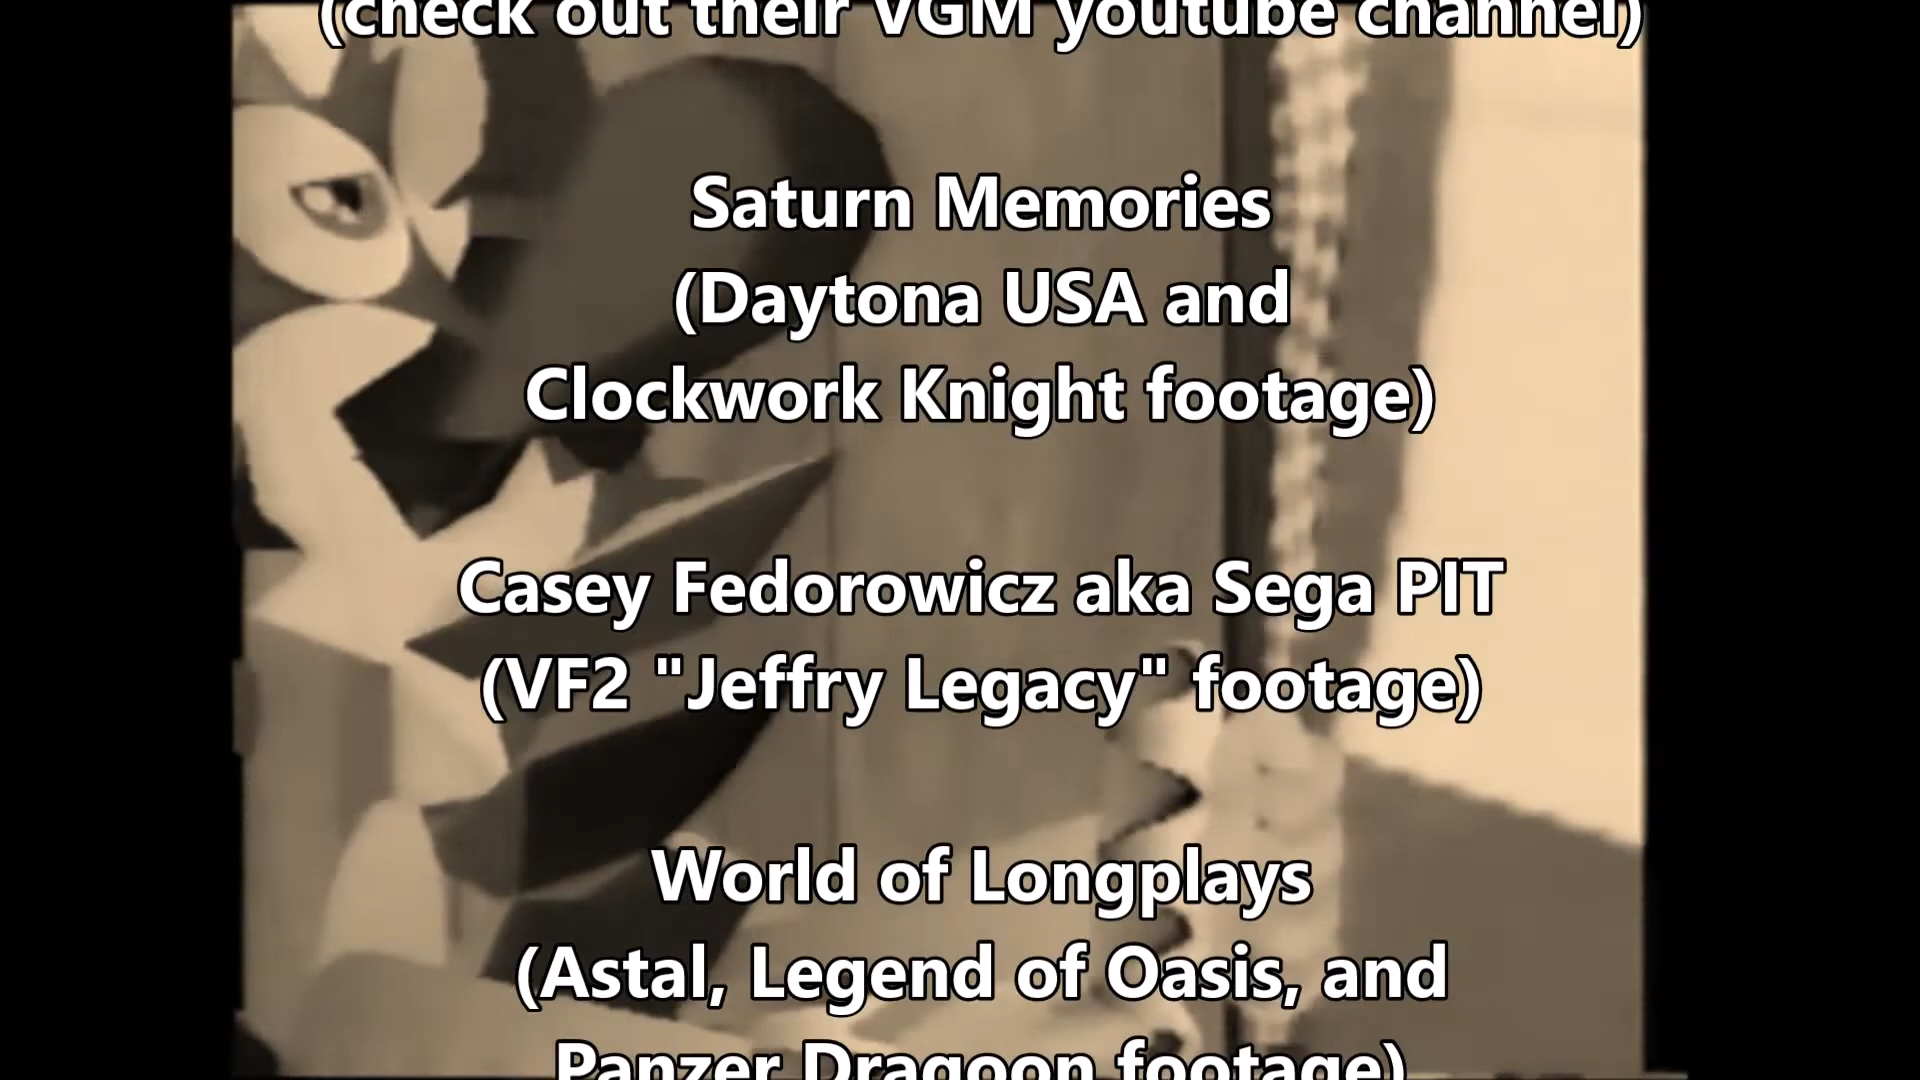 (check out their VGM youtube channel)
Saturn Memories
(Daytona USA and
Clockwork Knight footage)
Casey Fedorowicz aka Sega PIT
(VF2 "Jeffry Legacy" footage)
World of Longplays
(Astal, Legend of Oasis, and
Panzer Dragoon footage)